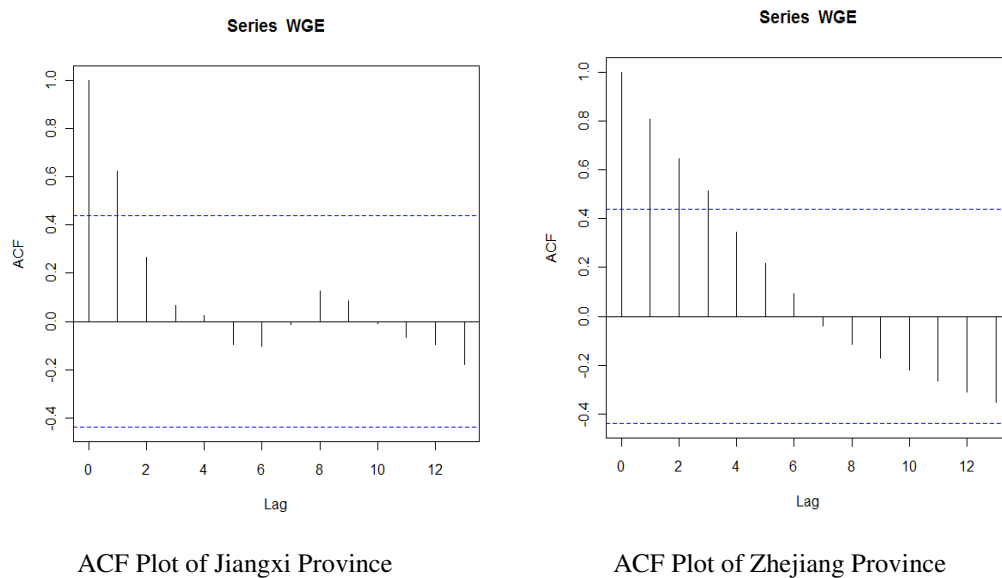 Series WGE
ACF
1.0
0.8
0.6
0.4
0.2
0.0
-0.2
-0.4
0 2 4 6 8 10 12
Lag
ACF Plot of Jiangxi Province
Series WGE
ACF
1.0
0.8
0.6
0.4
0.2
0.0
-0.2
-0.4
0 2 4 6 8 10 12
Lag
ACF Plot of Zhejiang Province